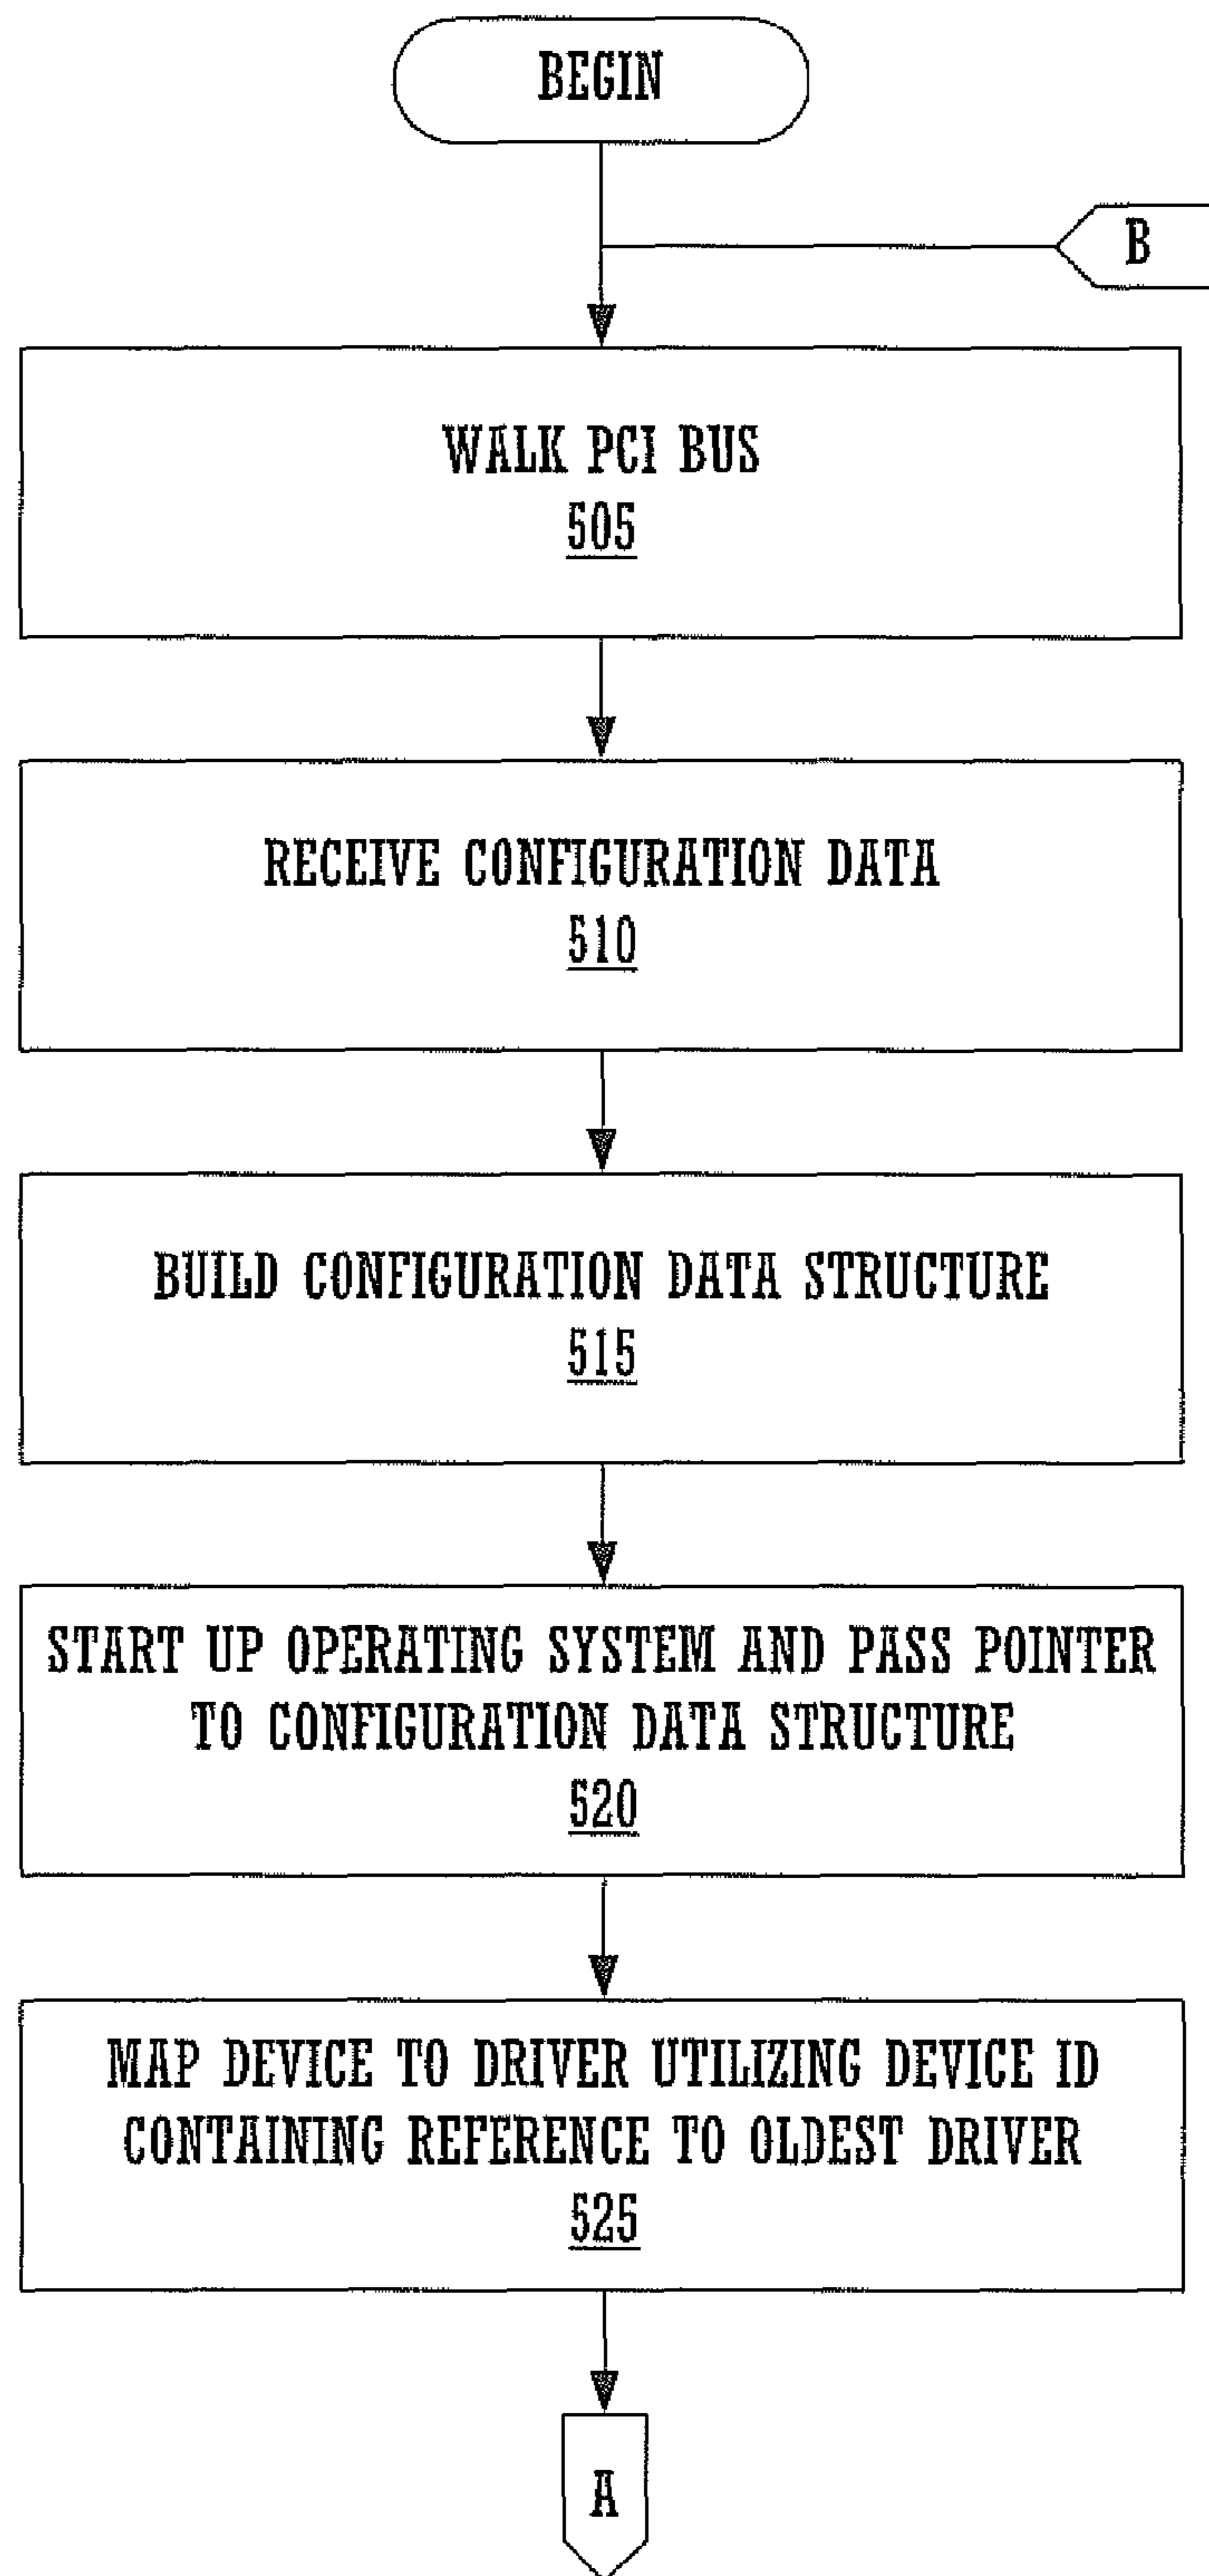 BEGIN
B
WALK PCI BUS
505
RECEIVE CONFIGURATION DATA
510
BUILD CONFIGURATION DATA STRUCTURE
515
START UP OPERATING SYSTEM AND PASS POINTER
TO CONFIGURATION DATA STRUCTURE
520
MAP DEVICE TO DRIVER UTILIZING DEVICE ID
CONTAINING REFERENCE TO OLDEST DRIVER
525
A